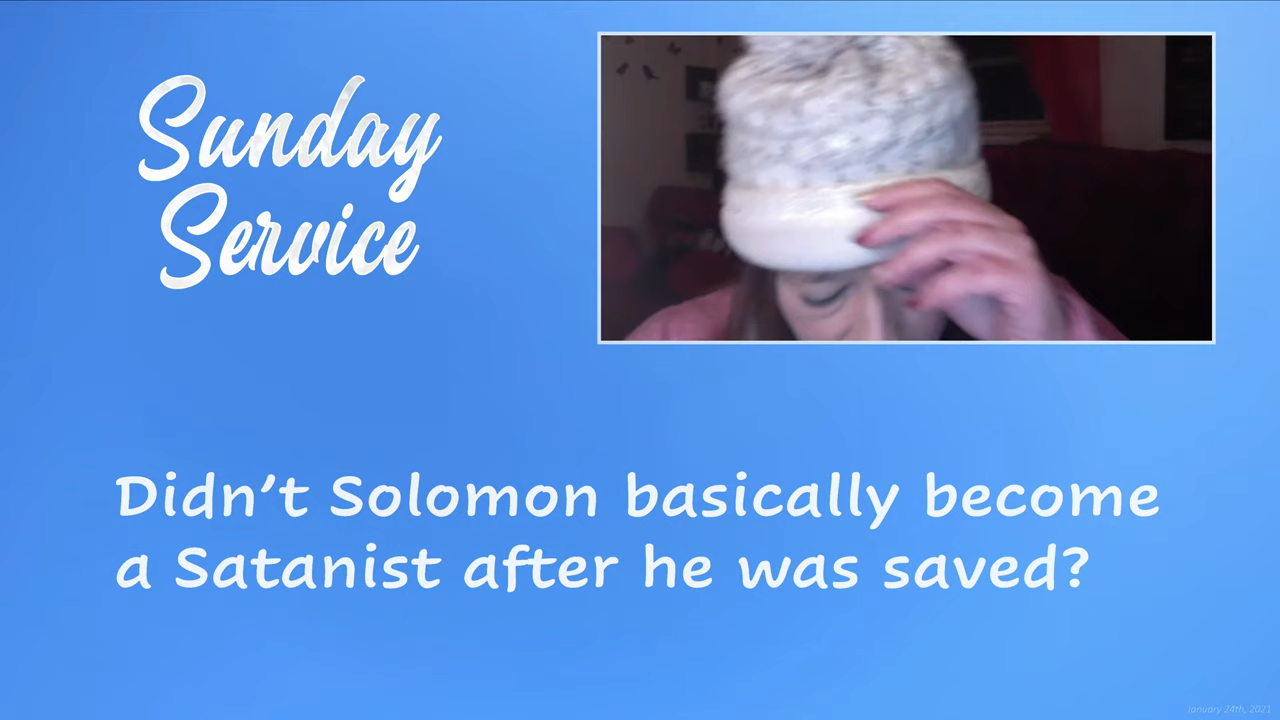 Sunday
Service
Didn’t Solomon basically become
a Satanist after he was saved?
January 24th, 2021